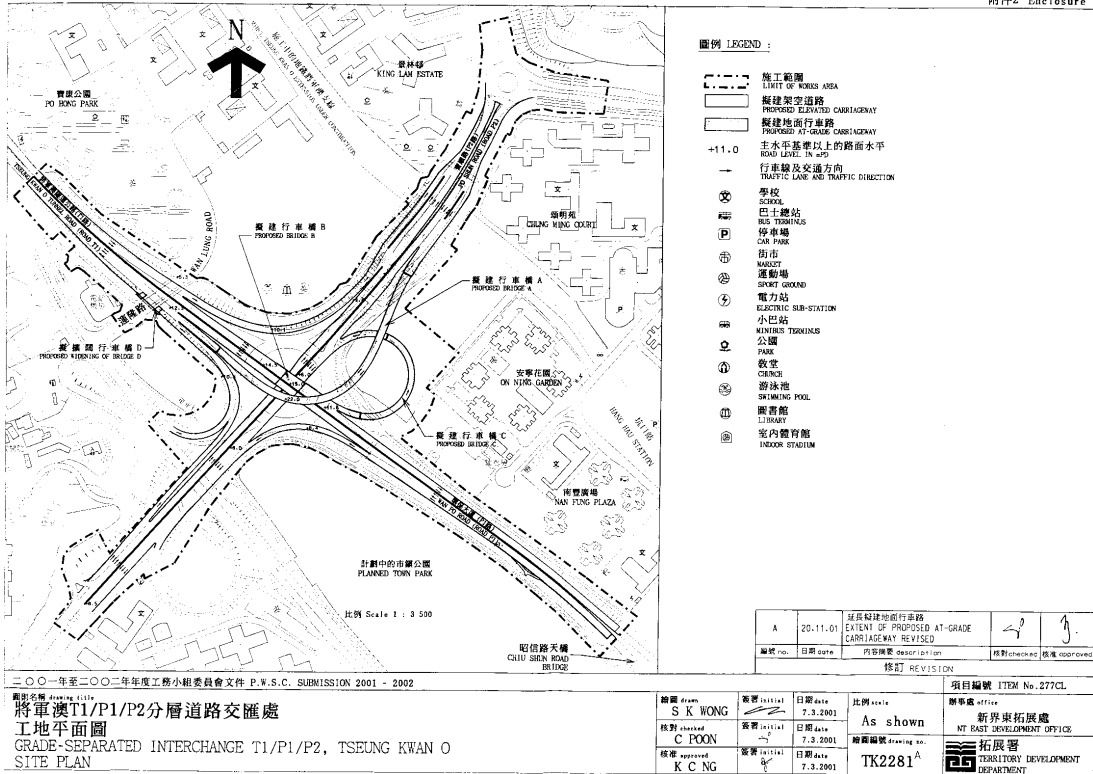 附件2 Enclosure
N
寶康公園
PO HONG PARK
景林邨
KING LAM ESTATE
頌明苑
CHUNG MING COURT
WAN LUNG ROAD
運隆路
PO SHUN ROAD (ROAD P2)
擬建行車橋 B
PROPOSED BRIDGE B
擬建行車橋 A
PROPOSED BRIDGE A
擬擴闊行車橋 D
PROPOSED WIDENING OF BRIDGE D
擬建行車橋 C
PROPOSED BRIDGE C
安寧花園
ON NING GARDEN
坑口站
HANG HAU STATION
南豐廣場
NAN FUNG PLAZA
WAN PO ROAD (ROAD P1)
計劃中的市鎮公園
PLANNED TOWN PARK
比例 Scale 1 : 3 500
昭信路天橋
CHIU SHUN ROAD
BRIDGE
圖例 LEGEND :
施工範圍
LIMIT OF WORKS AREA
擬建架空道路
PROPOSED ELEVATED CARRIAGEWAY
擬建地面行車路
PROPOSED AT-GRADE CARRIAGEWAY
+11.0 主水平基準以上的路面水平
ROAD LEVEL IN mPD
行車線及交通方向
TRAFFIC LANE AND TRAFFIC DIRECTION
文 學校
SCHOOL
巴士總站
BUS TERMINUS
P 停車場
CAR PARK
市 街市
MARKET
運動場
SPORT GROUND
電力站
ELECTRIC SUB-STATION
小巴站
MINIBUS TERMINUS
公園
PARK
教堂
CHURCH
游泳池
SWIMMING POOL
圖書館
LIBRARY
室內體育館
INDOOR STADIUM
A 20.11.01 延長擬建地面行車路
EXTENT OF PROPOSED AT-GRADE
CARRIAGEWAY REVISED
編號 no. 日期 date 內容摘要 description 核對 checked 核准 approved
修訂 REVISION
二○○一年至二○○二年年度工務小組委員會文件 P.W.S.C. SUBMISSION 2001 - 2002
圖則名稱 drawing title
將軍澳T1/P1/P2分層道路交匯處
工地平面圖
GRADE-SEPARATED INTERCHANGE T1/P1/P2, TSEUNG KWAN O
SITE PLAN
繪圖 drawn S K WONG 簽署 initial 日期 date 7.3.2001
核對 checked C POON 簽署 initial 日期 date 7.3.2001
核准 approved K C NG 簽署 initial 日期 date 7.3.2001
比例 scale
As shown
繪圖編號 drawing no.
TK2281A
項目編號 ITEM No.277CL
辦事處 office
新界東拓展處
NT EAST DEVELOPMENT OFFICE
拓展署
TERRITORY DEVELOPMENT
DEPARTMENT